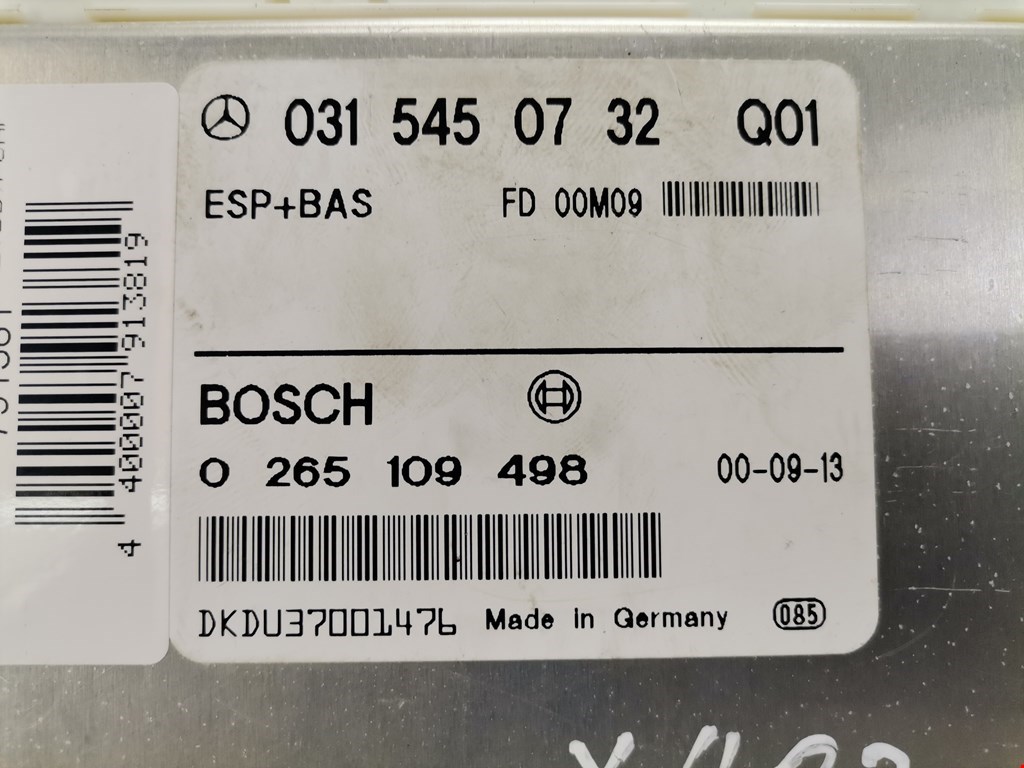 031 545 07 32 Q01
ESP+BAS FD 00M09
BOSCH
0 265 109 498 00-09-13
DKDU37001476 Made in Germany 085
4 400007 913819